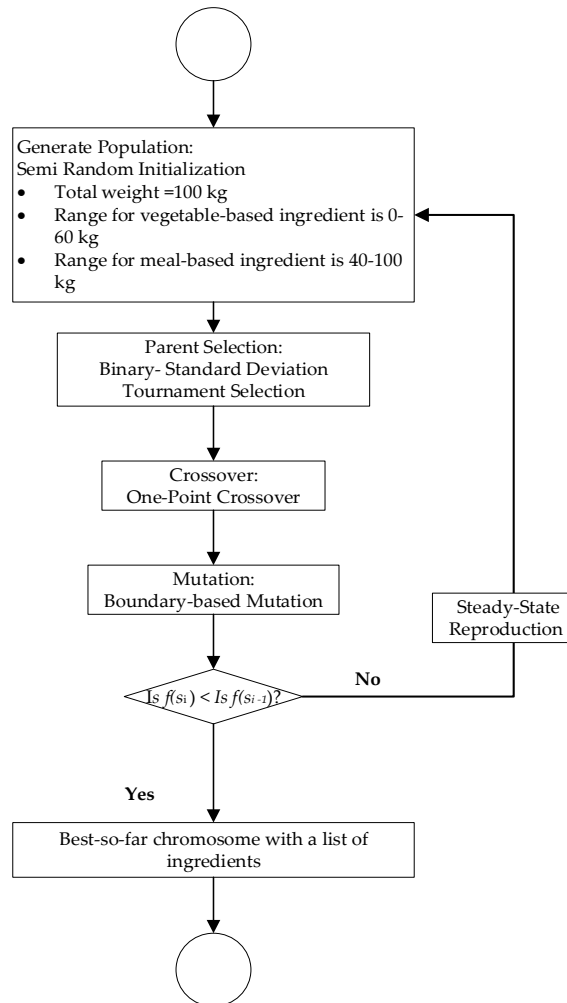 Generate Population:
Semi Random Initialization
• Total weight =100 kg
• Range for vegetable-based ingredient is 0-
60 kg
• Range for meal-based ingredient is 40-100
kg
Parent Selection:
Binary- Standard Deviation
Tournament Selection
Crossover:
One-Point Crossover
Mutation:
Boundary-based Mutation
Steady-State
Reproduction
Is f(si) < Is f(si-1)?
No
Yes
Best-so-far chromosome with a list of
ingredients